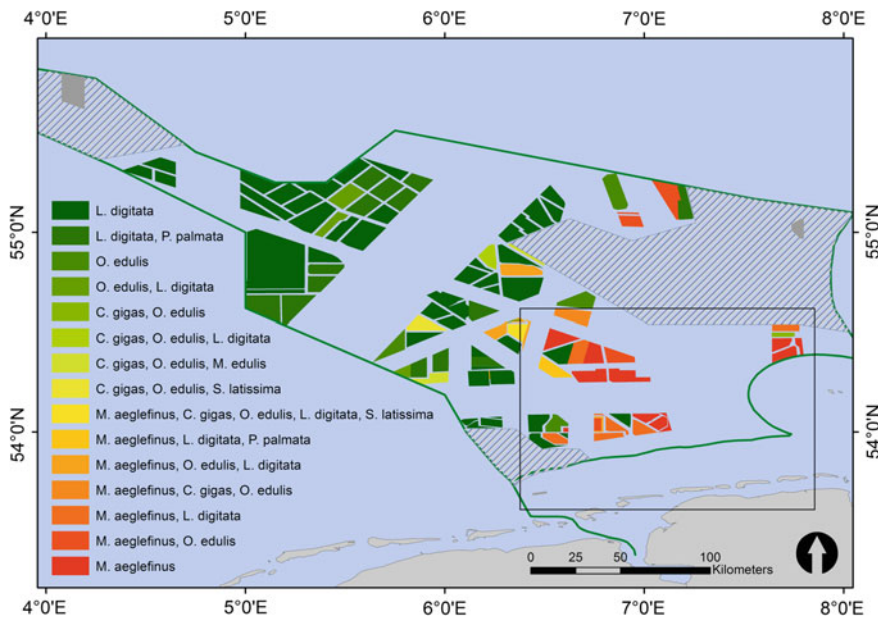 4°0'E 5°0'E 6°0'E 7°0'E 8°0'E
55°0'N 55°0'N
54°0'N 54°0'N
L. digitata
L. digitata, P. palmata
O. edulis
O. edulis, L. digitata
C. gigas, O. edulis
C. gigas, O. edulis, L. digitata
C. gigas, O. edulis, M. edulis
C. gigas, O. edulis, S. latissima
M. aeglefinus, C. gigas, O. edulis, L. digitata, S. latissima
M. aeglefinus, L. digitata, P. palmata
M. aeglefinus, O. edulis, L. digitata
M. aeglefinus, C. gigas, O. edulis
M. aeglefinus, L. digitata
M. aeglefinus, O. edulis
M. aeglefinus
0 25 50 100
Kilometers
4°0'E 5°0'E 6°0'E 7°0'E 8°0'E